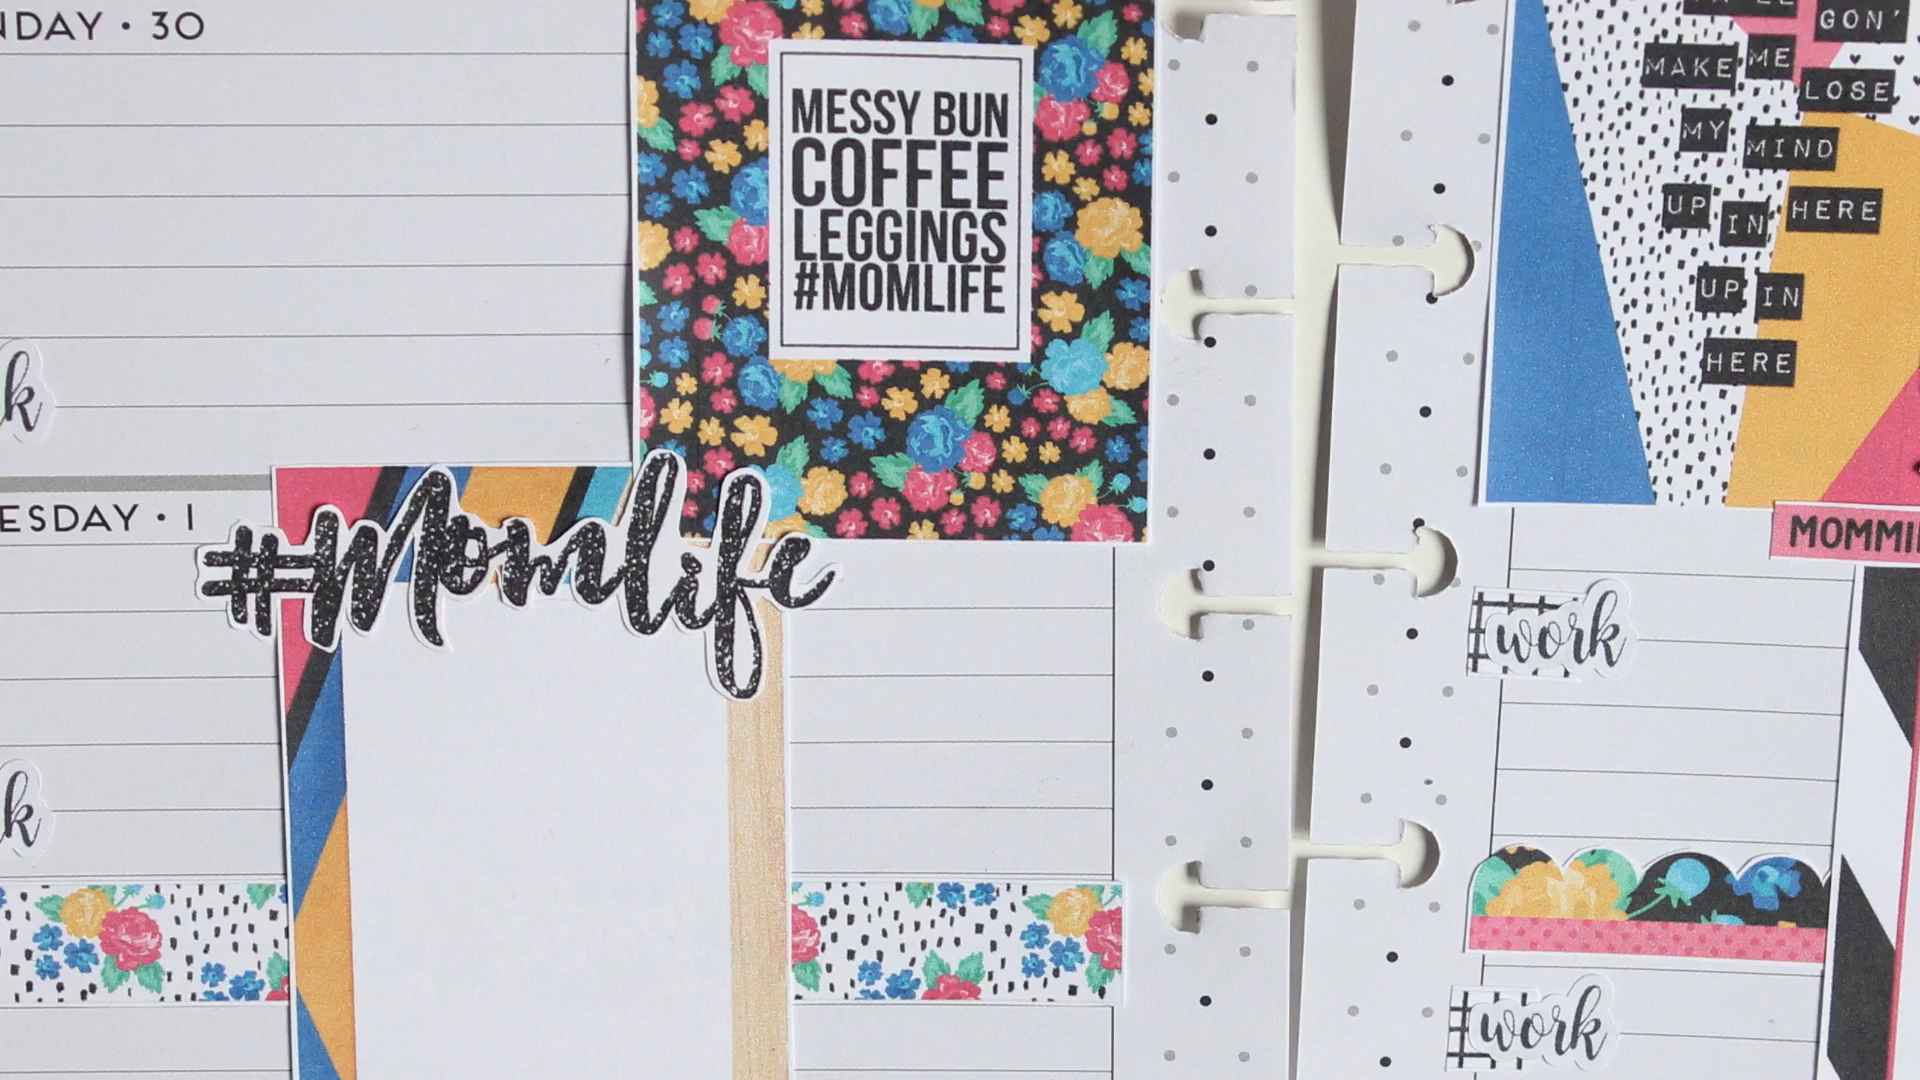 NDAY • 30
MESSY BUN
COFFEE
LEGGINGS
#MOMLIFE
k
ESDAY • 1
#Momlife
k
GON'
MAKE ME
LOSE
MY MIND
UP IN HERE
UP IN
HERE
MOMMI
#work
#work